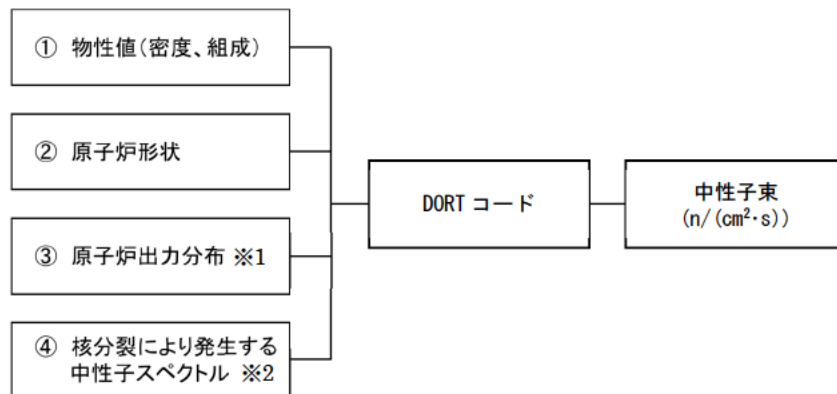 ① 物性値(密度、組成)
② 原子炉形状
③ 原子炉出力分布 ※1
④ 核分裂により発生する
中性子スペクトル ※2
DORT コード
中性子束
(n/(cm²·s))